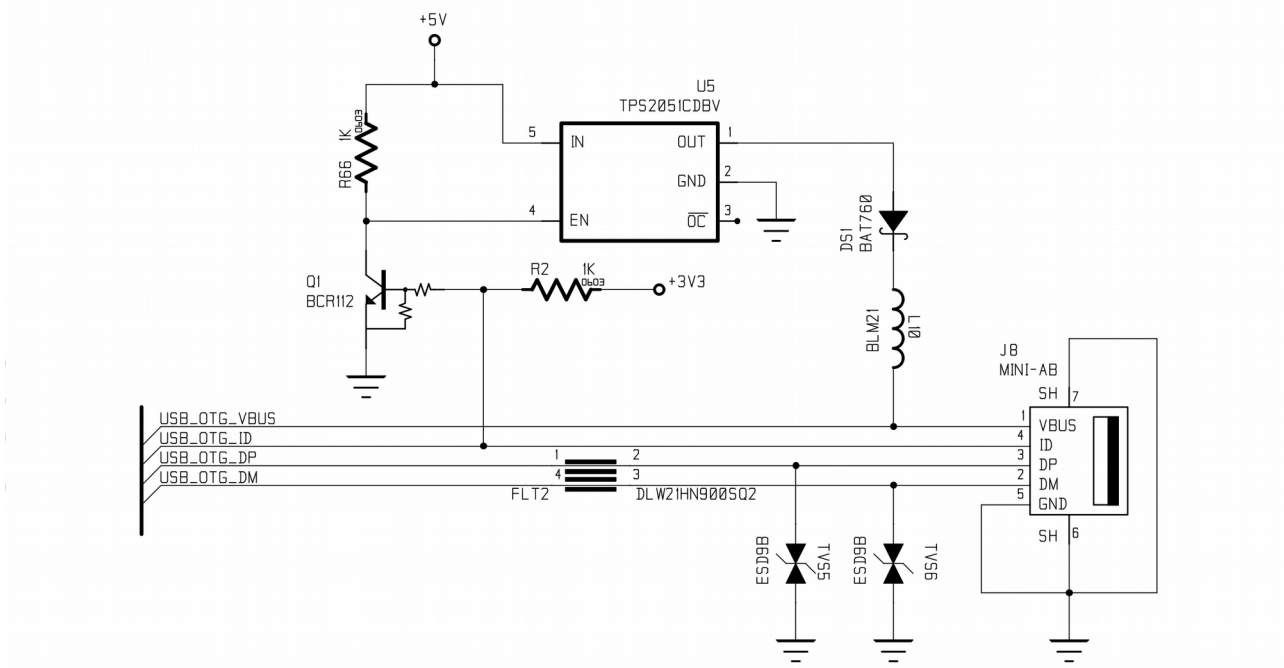 +5V
U5
TPS2051CDBV
R66 1K 0603
5 IN
OUT 1
GND 2
4 EN
OC 3
DS1
BAT760
Q1
BCR112
R2 1K 0603
+3V3
BLM21 L10
J8
MINI-AB
SH 7
USB_OTG_VBUS
1 VBUS
USB_OTG_ID
4 ID
USB_OTG_DP
1 2
3 DP
USB_OTG_DM
4 3
2 DM
FLT2 DLW21HN900SQ2
5 GND
SH 6
ESD9B TVS5
ESD9B TVS6